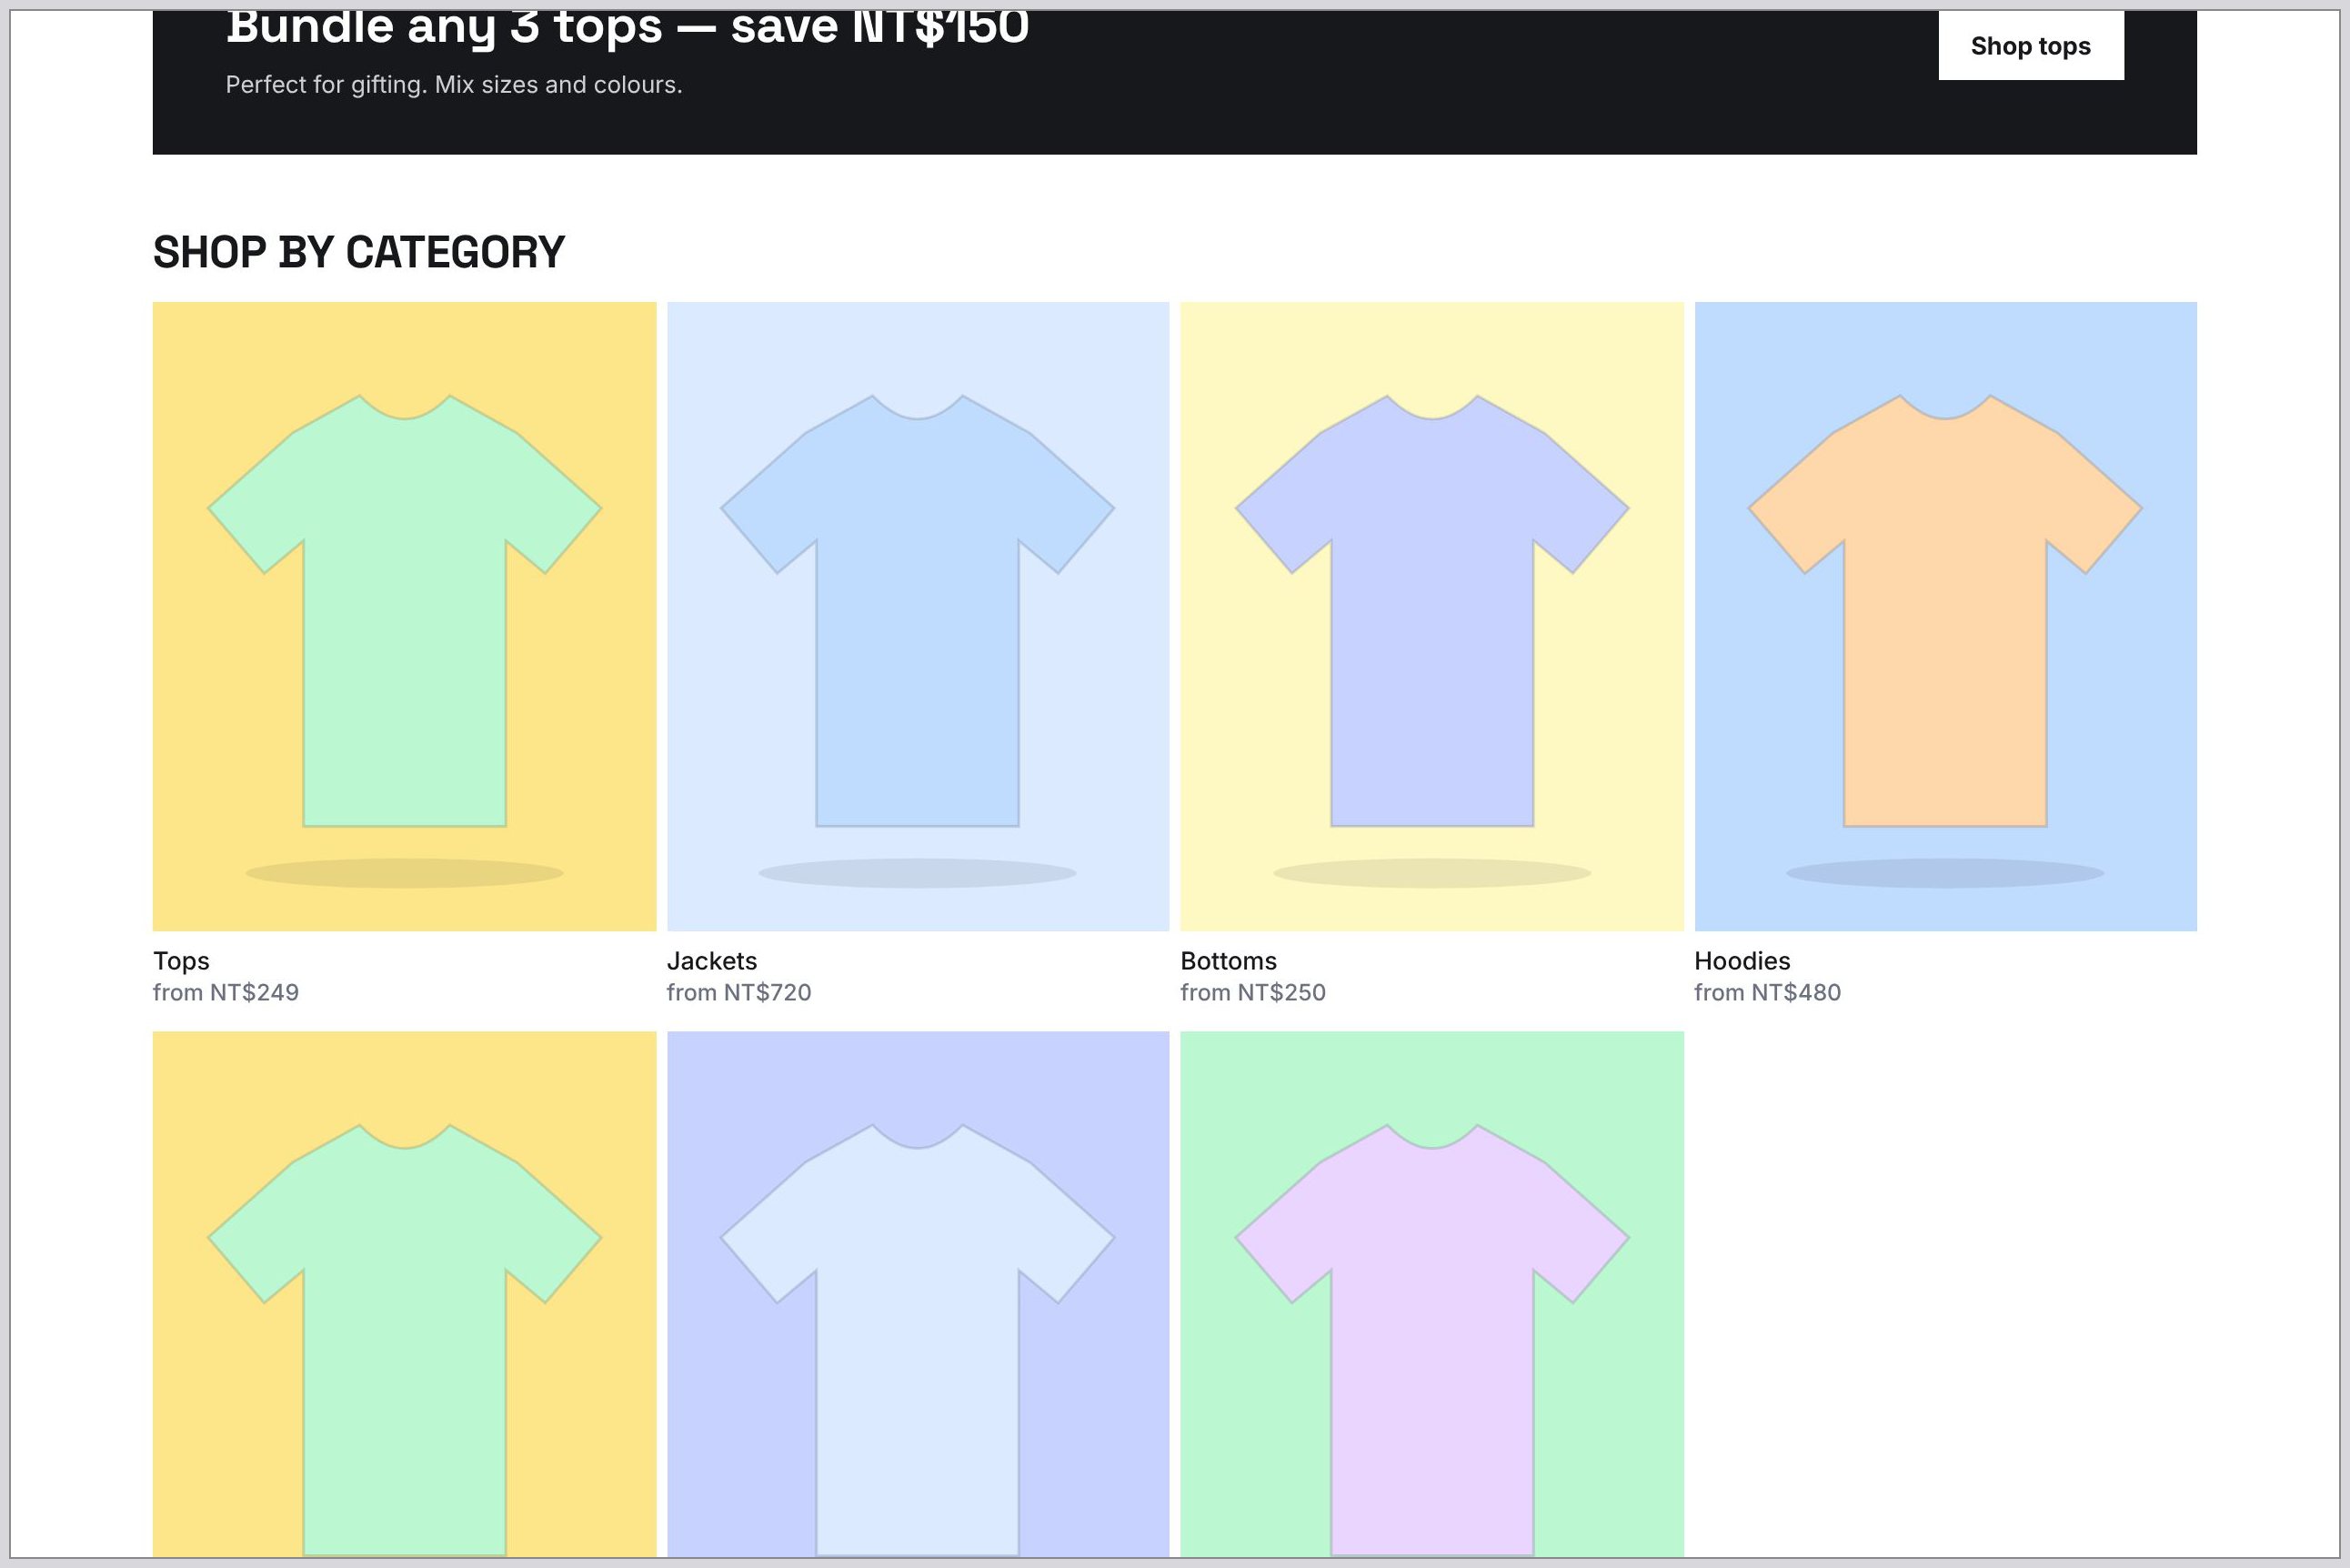 Bundle any 3 tops — save NT$150
Perfect for gifting. Mix sizes and colours.
Shop tops
SHOP BY CATEGORY
Tops
from NT$249
Jackets
from NT$720
Bottoms
from NT$250
Hoodies
from NT$480